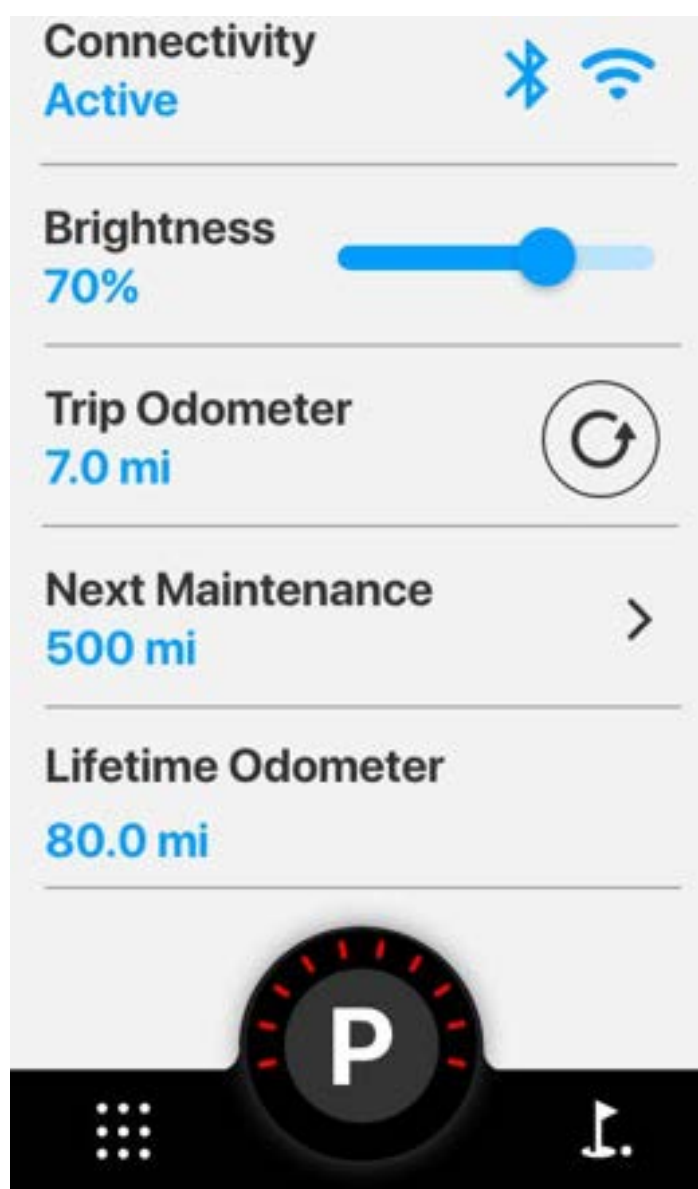 Connectivity
Active
Brightness
70%
Trip Odometer
7.0 mi
Next Maintenance
500 mi
Lifetime Odometer
80.0 mi
P